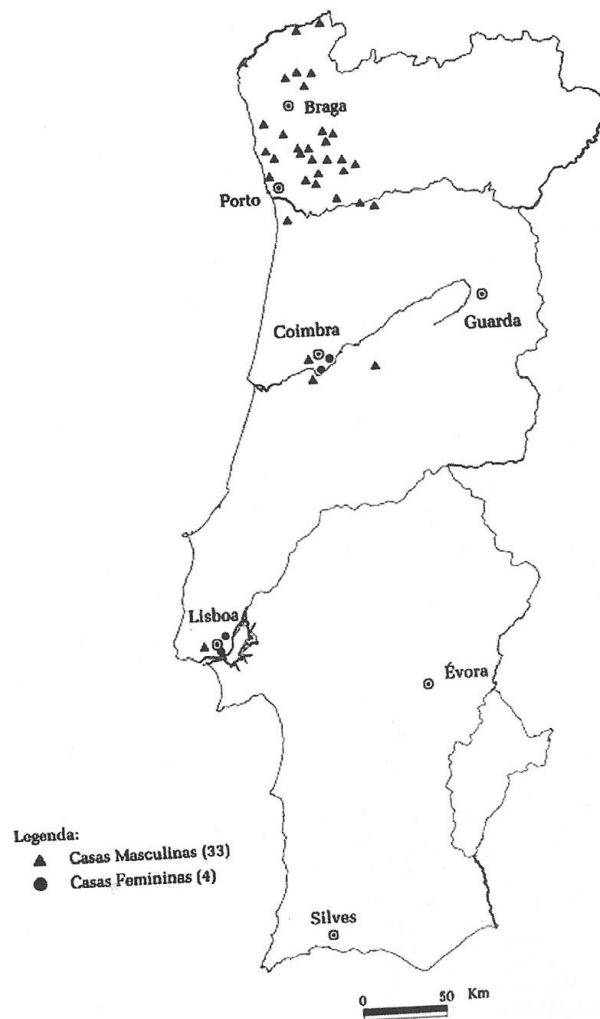 Braga
Porto
Coimbra
Guarda
Lisboa
Évora
Legenda:
Casas Masculinas (33)
Casas Femininas (4)
Silves
0 50 Km